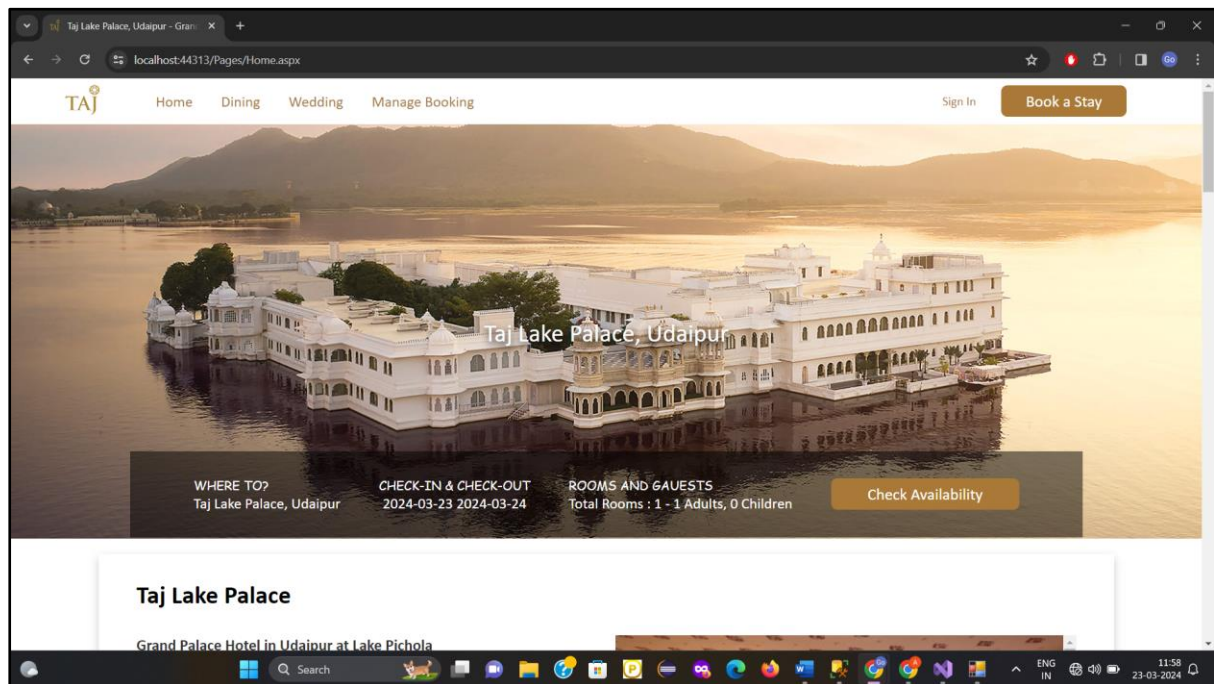 Taj Lake Palace, Udaipur - Gran
localhost:44313/Pages/Home.aspx
Go
TAJ
Home Dining Wedding Manage Booking Sign In Book a Stay
Taj Lake Palace, Udaipur
WHERE TO? CHECK-IN & CHECK-OUT ROOMS AND GAUESTS
Taj Lake Palace, Udaipur 2024-03-23 2024-03-24 Total Rooms : 1 - 1 Adults, 0 Children
Check Availability
Taj Lake Palace
Grand Palace Hotel in Udaipur at Lake Pichola
Search
ENG 11:58
IN 23-03-2024